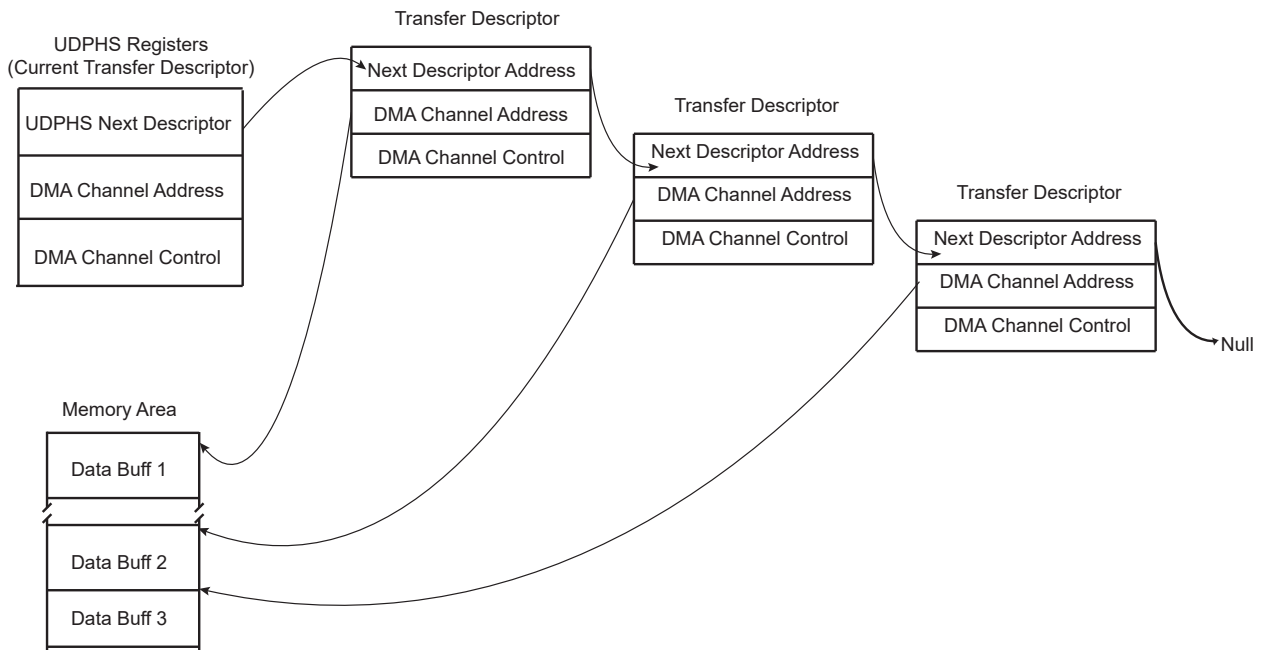 UDPHS Registers
(Current Transfer Descriptor)
UDPHS Next Descriptor
DMA Channel Address
DMA Channel Control
Transfer Descriptor
Next Descriptor Address
DMA Channel Address
DMA Channel Control
Transfer Descriptor
Next Descriptor Address
DMA Channel Address
DMA Channel Control
Transfer Descriptor
Next Descriptor Address
DMA Channel Address
DMA Channel Control
Null
Memory Area
Data Buff 1
Data Buff 2
Data Buff 3